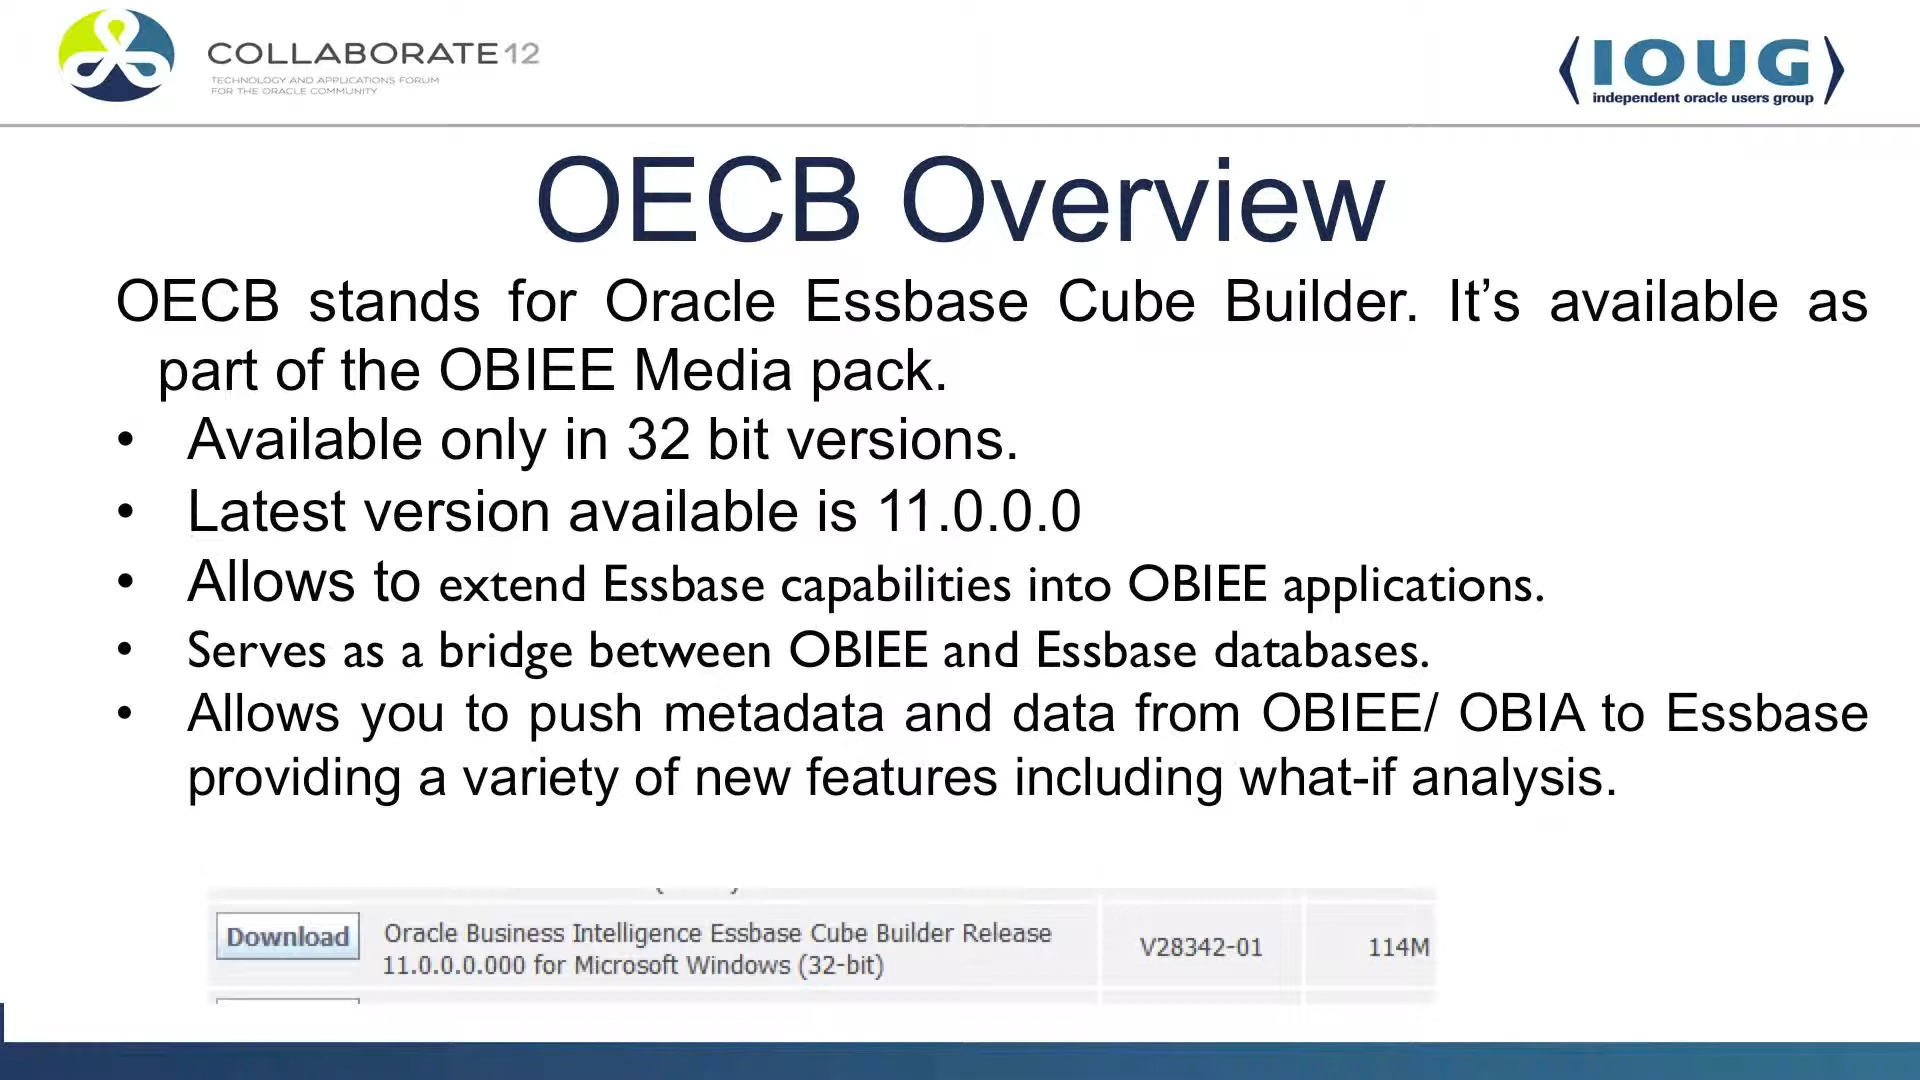 COLLABORATE12
TECHNOLOGY AND APPLICATIONS FORUM
FOR THE ORACLE COMMUNITY
IOUG
independent oracle users group
OECB Overview
OECB stands for Oracle Essbase Cube Builder. It’s available as
part of the OBIEE Media pack.
• Available only in 32 bit versions.
• Latest version available is 11.0.0.0
• Allows to extend Essbase capabilities into OBIEE applications.
• Serves as a bridge between OBIEE and Essbase databases.
• Allows you to push metadata and data from OBIEE/ OBIA to Essbase
providing a variety of new features including what-if analysis.
Download Oracle Business Intelligence Essbase Cube Builder Release V28342-01 114M
11.0.0.0.000 for Microsoft Windows (32-bit)